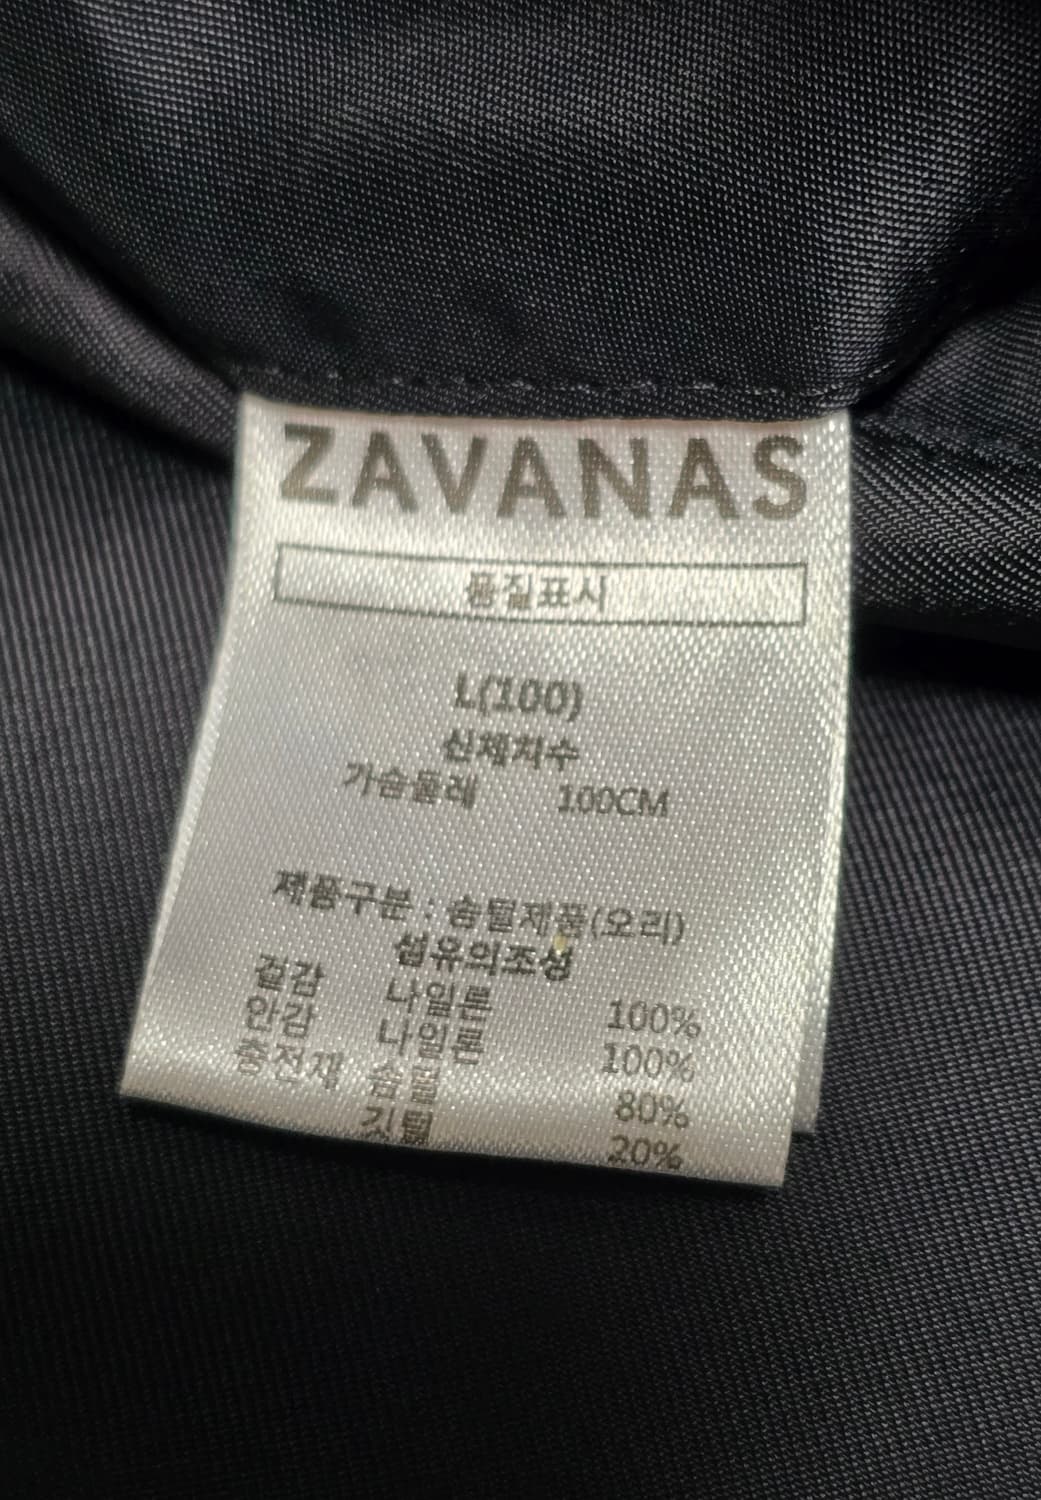 ZAVANAS
품질표시
L(100)
신체치수
가슴둘레 100CM
제품구분 : 솜털제품(오리)
섬유의조성
겉감 나일론 100%
안감 나일론 100%
충전재 솜털 80%
깃털 20%